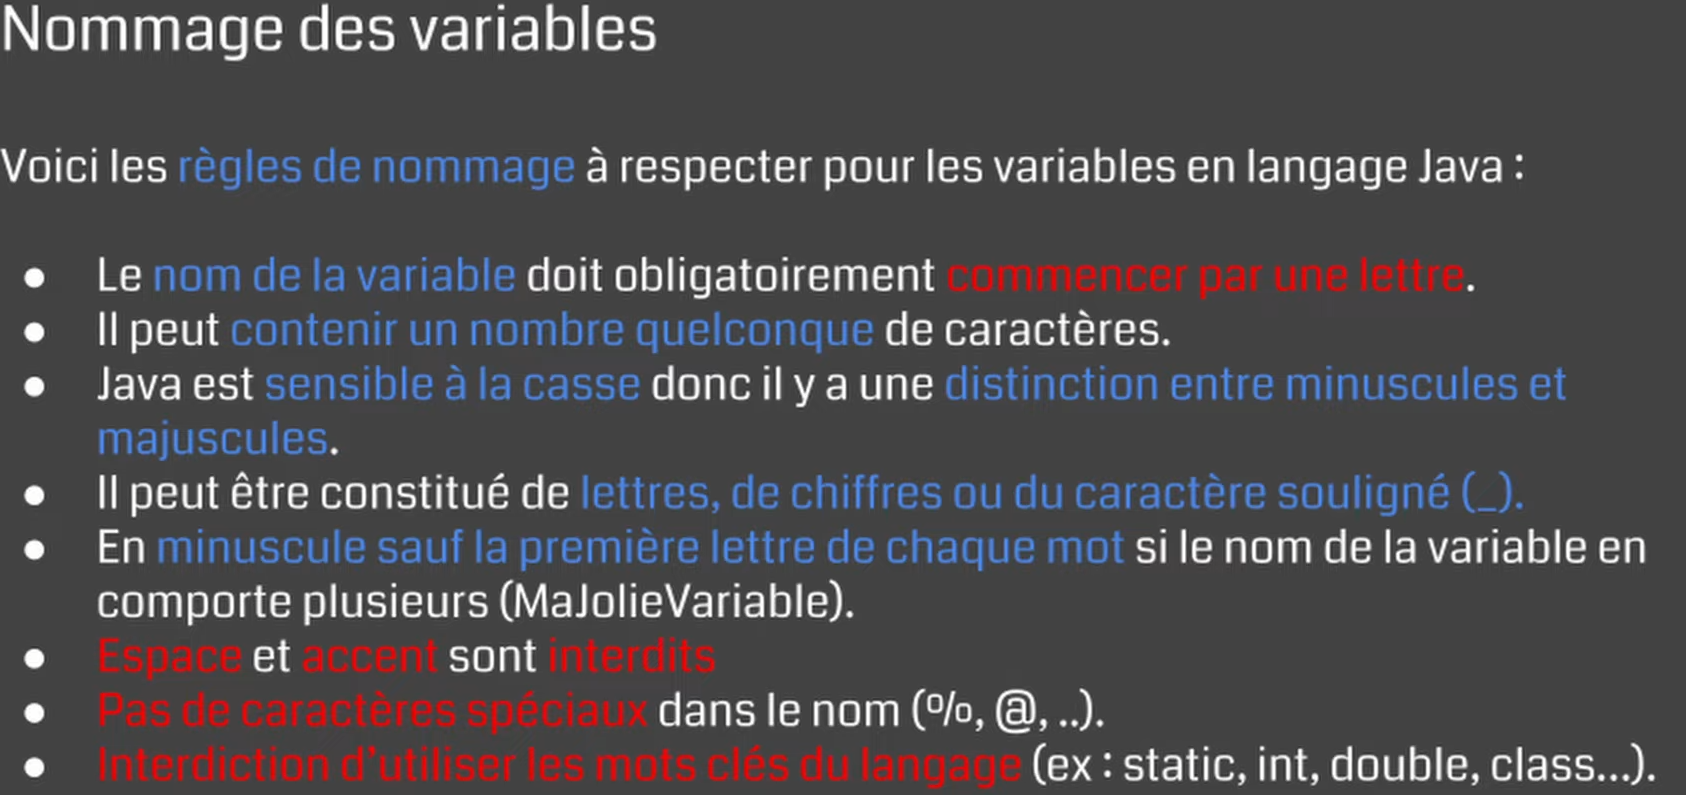 Nommage des variables
Voici les règles de nommage à respecter pour les variables en langage Java :
● Le nom de la variable doit obligatoirement commencer par une lettre.
● Il peut contenir un nombre quelconque de caractères.
● Java est sensible à la casse donc il y a une distinction entre minuscules et
majuscules.
● Il peut être constitué de lettres, de chiffres ou du caractère souligné (_).
● En minuscule sauf la première lettre de chaque mot si le nom de la variable en
comporte plusieurs (MaJolieVariable).
● Espace et accent sont interdits
● Pas de caractères spéciaux dans le nom (%, @, ..).
● Interdiction d’utiliser les mots clés du langage (ex : static, int, double, class...).